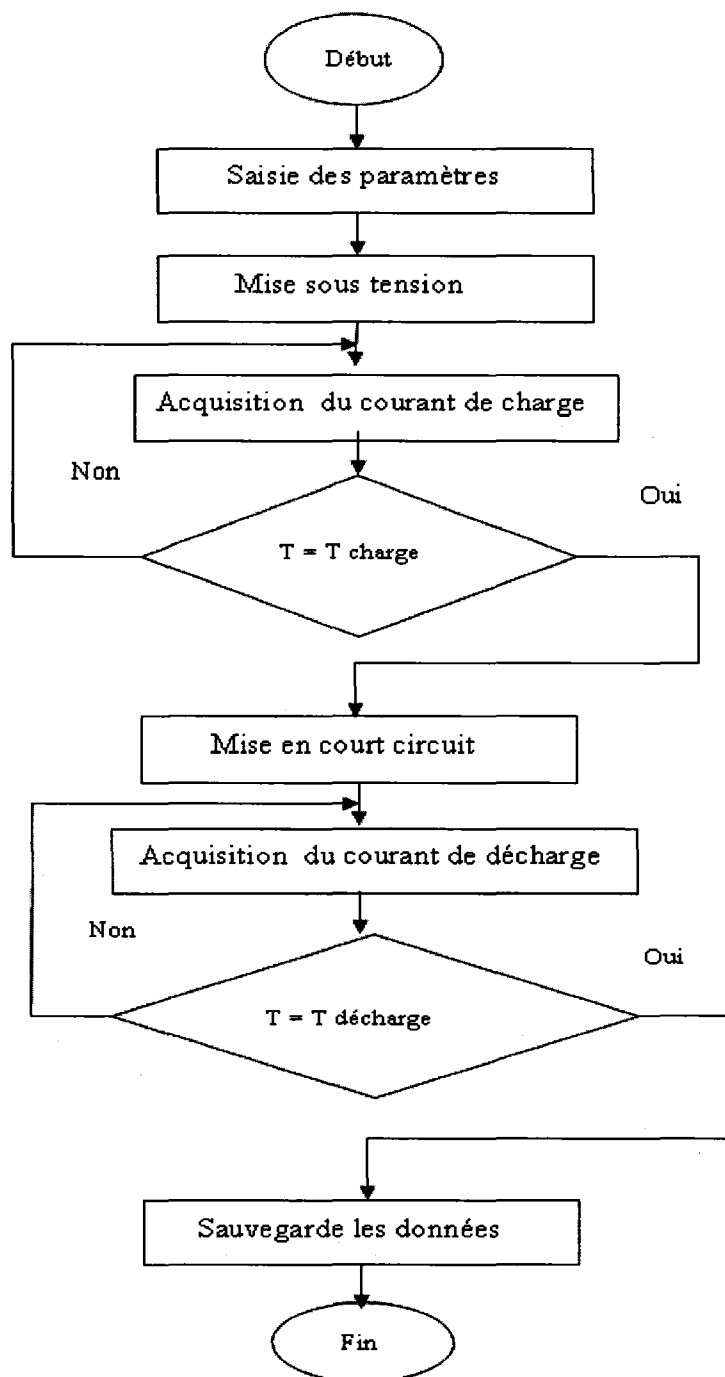 Début
Saisie des paramètres
Mise sous tension
Acquisition du courant de charge
Non
Oui
T = T charge
Mise en court circuit
Acquisition du courant de décharge
Non
Oui
T = T décharge
Sauvegarde les données
Fin